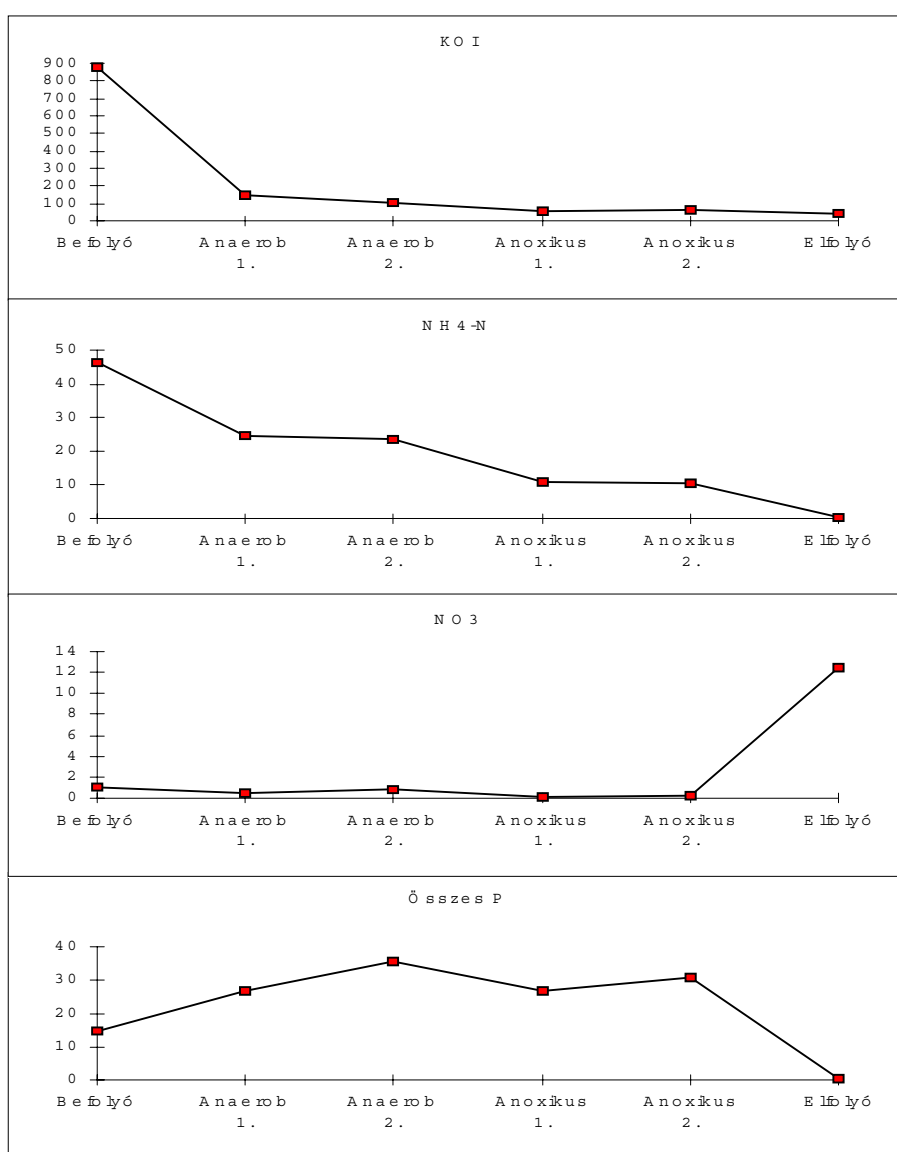 KOI
900
800
700
600
500
400
300
200
100
0
Befolyó Anaerob Anaerob Anoxikus Anoxikus Elfolyó
1. 2. 1. 2.
NH4-N
50
40
30
20
10
0
Befolyó Anaerob Anaerob Anoxikus Anoxikus Elfolyó
1. 2. 1. 2.
NO3
14
12
10
8
6
4
2
0
Befolyó Anaerob Anaerob Anoxikus Anoxikus Elfolyó
1. 2. 1. 2.
Összes P
40
30
20
10
0
Befolyó Anaerob Anaerob Anoxikus Anoxikus Elfolyó
1. 2. 1. 2.